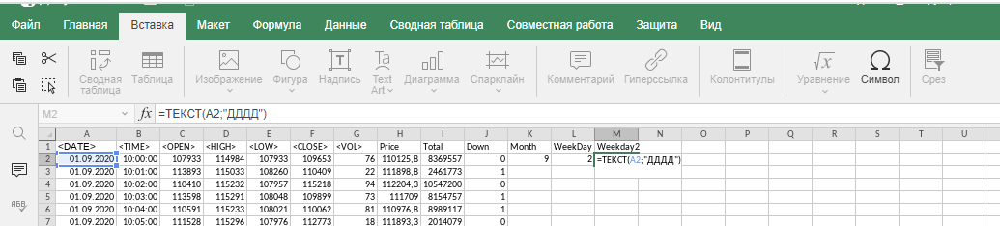 Файл Главная Вставка Макет Формула Данные Сводная таблица Совместная работа Защита Вид
Сводная таблица Таблица Изображение Фигура Надпись Text Art Диаграмма Спарклайн Комментарий Гиперссылка Колонтитулы Уравнение Символ Срез
M2 fx =ТЕКСТ(A2;"ДДДД")
A B C D E F G H I J K L M N O P Q R S T U
1 <DATE> <TIME> <OPEN> <HIGH> <LOW> <CLOSE> <VOL> Price Total Down Month WeekDay Weekday2
2 01.09.2020 10:00:00 107933 114984 107933 109653 76 110125,8 8369557 0 9 2 =ТЕКСТ(A2;"ДДДД")
3 01.09.2020 10:01:00 113893 115033 108260 110409 22 111898,8 2461773 1
4 01.09.2020 10:02:00 110410 115232 107957 115218 94 112204,3 10547200 0
5 01.09.2020 10:03:00 113598 115291 108048 109899 73 111709 8154757 1
6 01.09.2020 10:04:00 110591 115233 108021 110062 81 110976,8 8989117 1
7 01.09.2020 10:05:00 111528 115296 107976 112773 18 111893,3 2014079 0